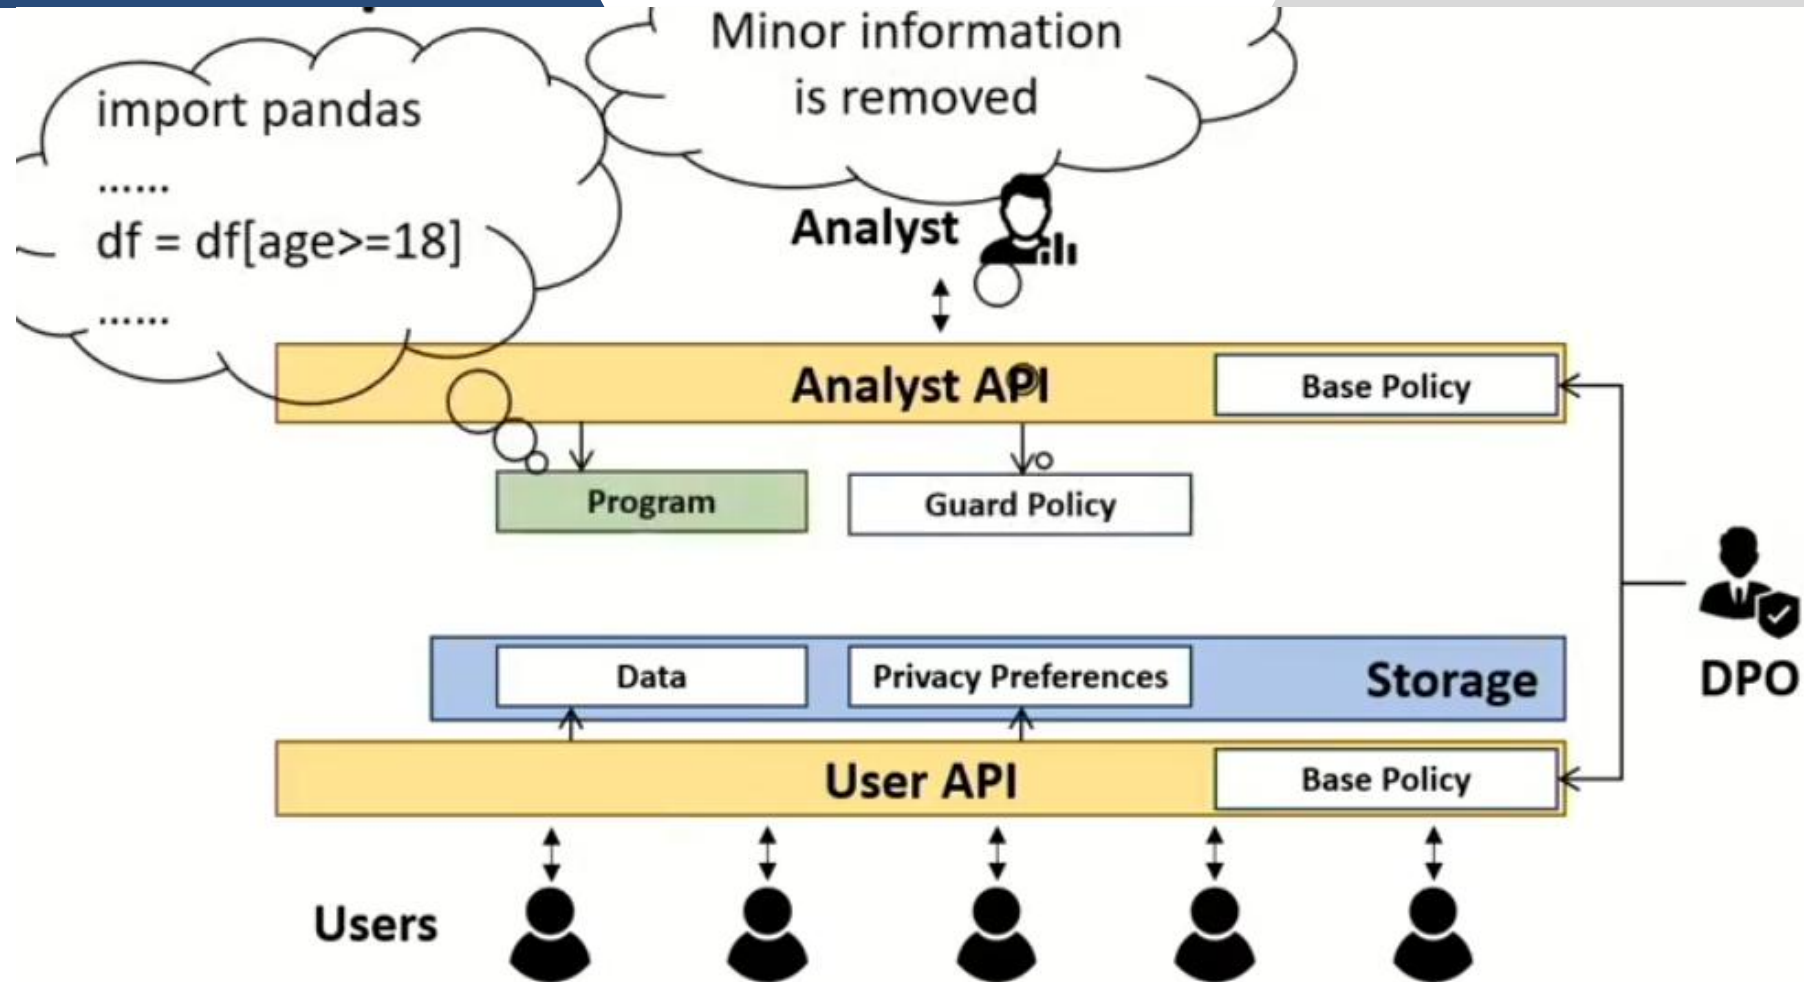 Minor information
is removed
import pandas
......
df = df[age>=18]
......
Analyst
Analyst API
Base Policy
Program
Guard Policy
Data
Privacy Preferences
Storage
DPO
User API
Base Policy
Users